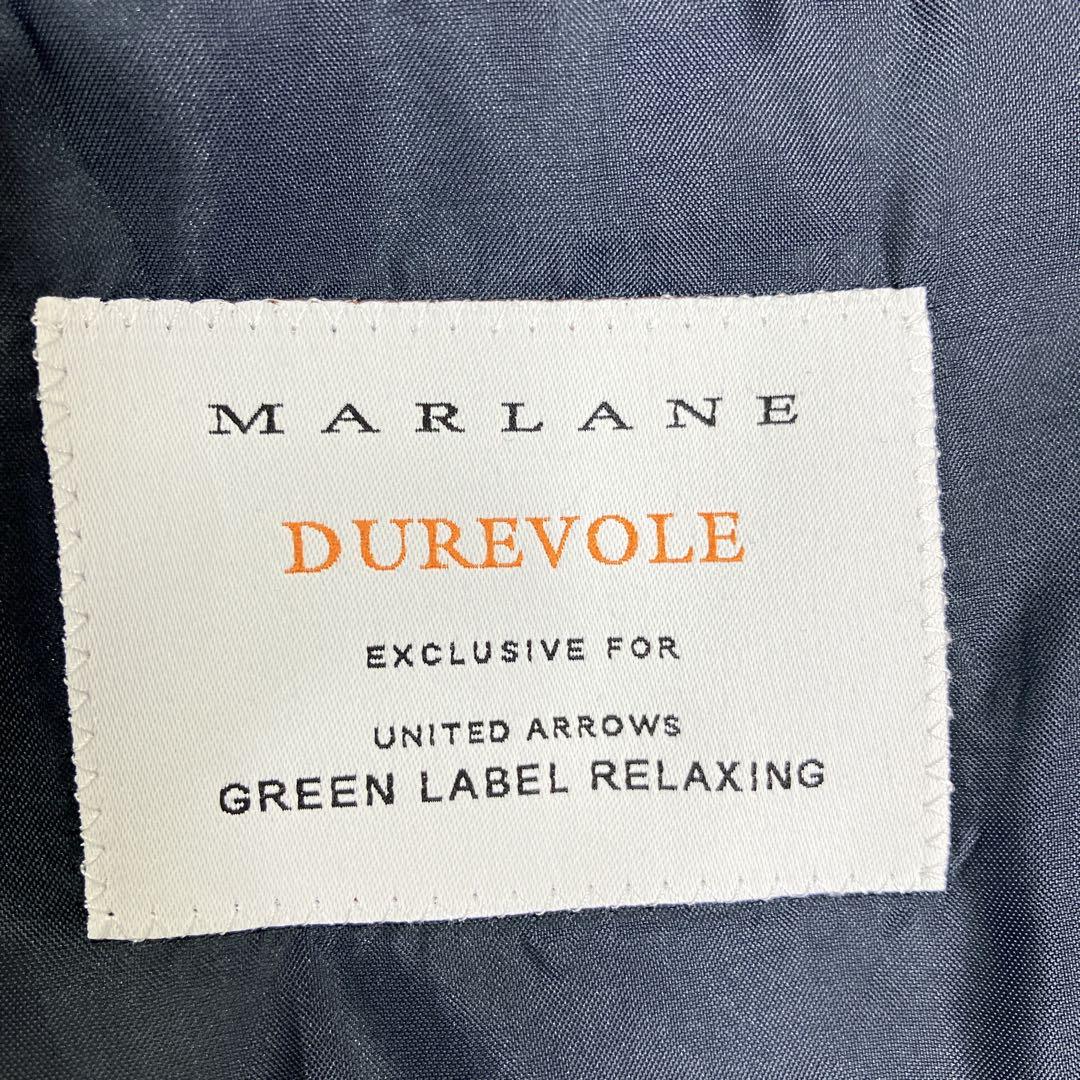 MARLANE
DUREVOLE
EXCLUSIVE FOR
UNITED ARROWS
GREEN LABEL RELAXING